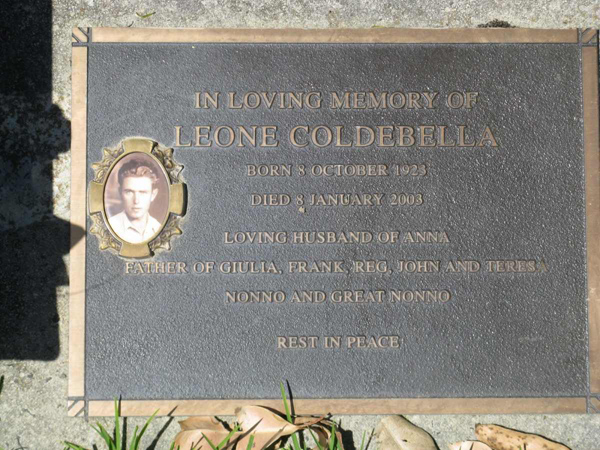 IN LOVING MEMORY OF
LEONE COLDEBELLA
BORN 8 OCTOBER 1923
DIED 8 JANUARY 2003
LOVING HUSBAND OF ANNA
FATHER OF GIULIA, FRANK, REG, JOHN AND TERESA
NONNO AND GREAT NONNO
REST IN PEACE